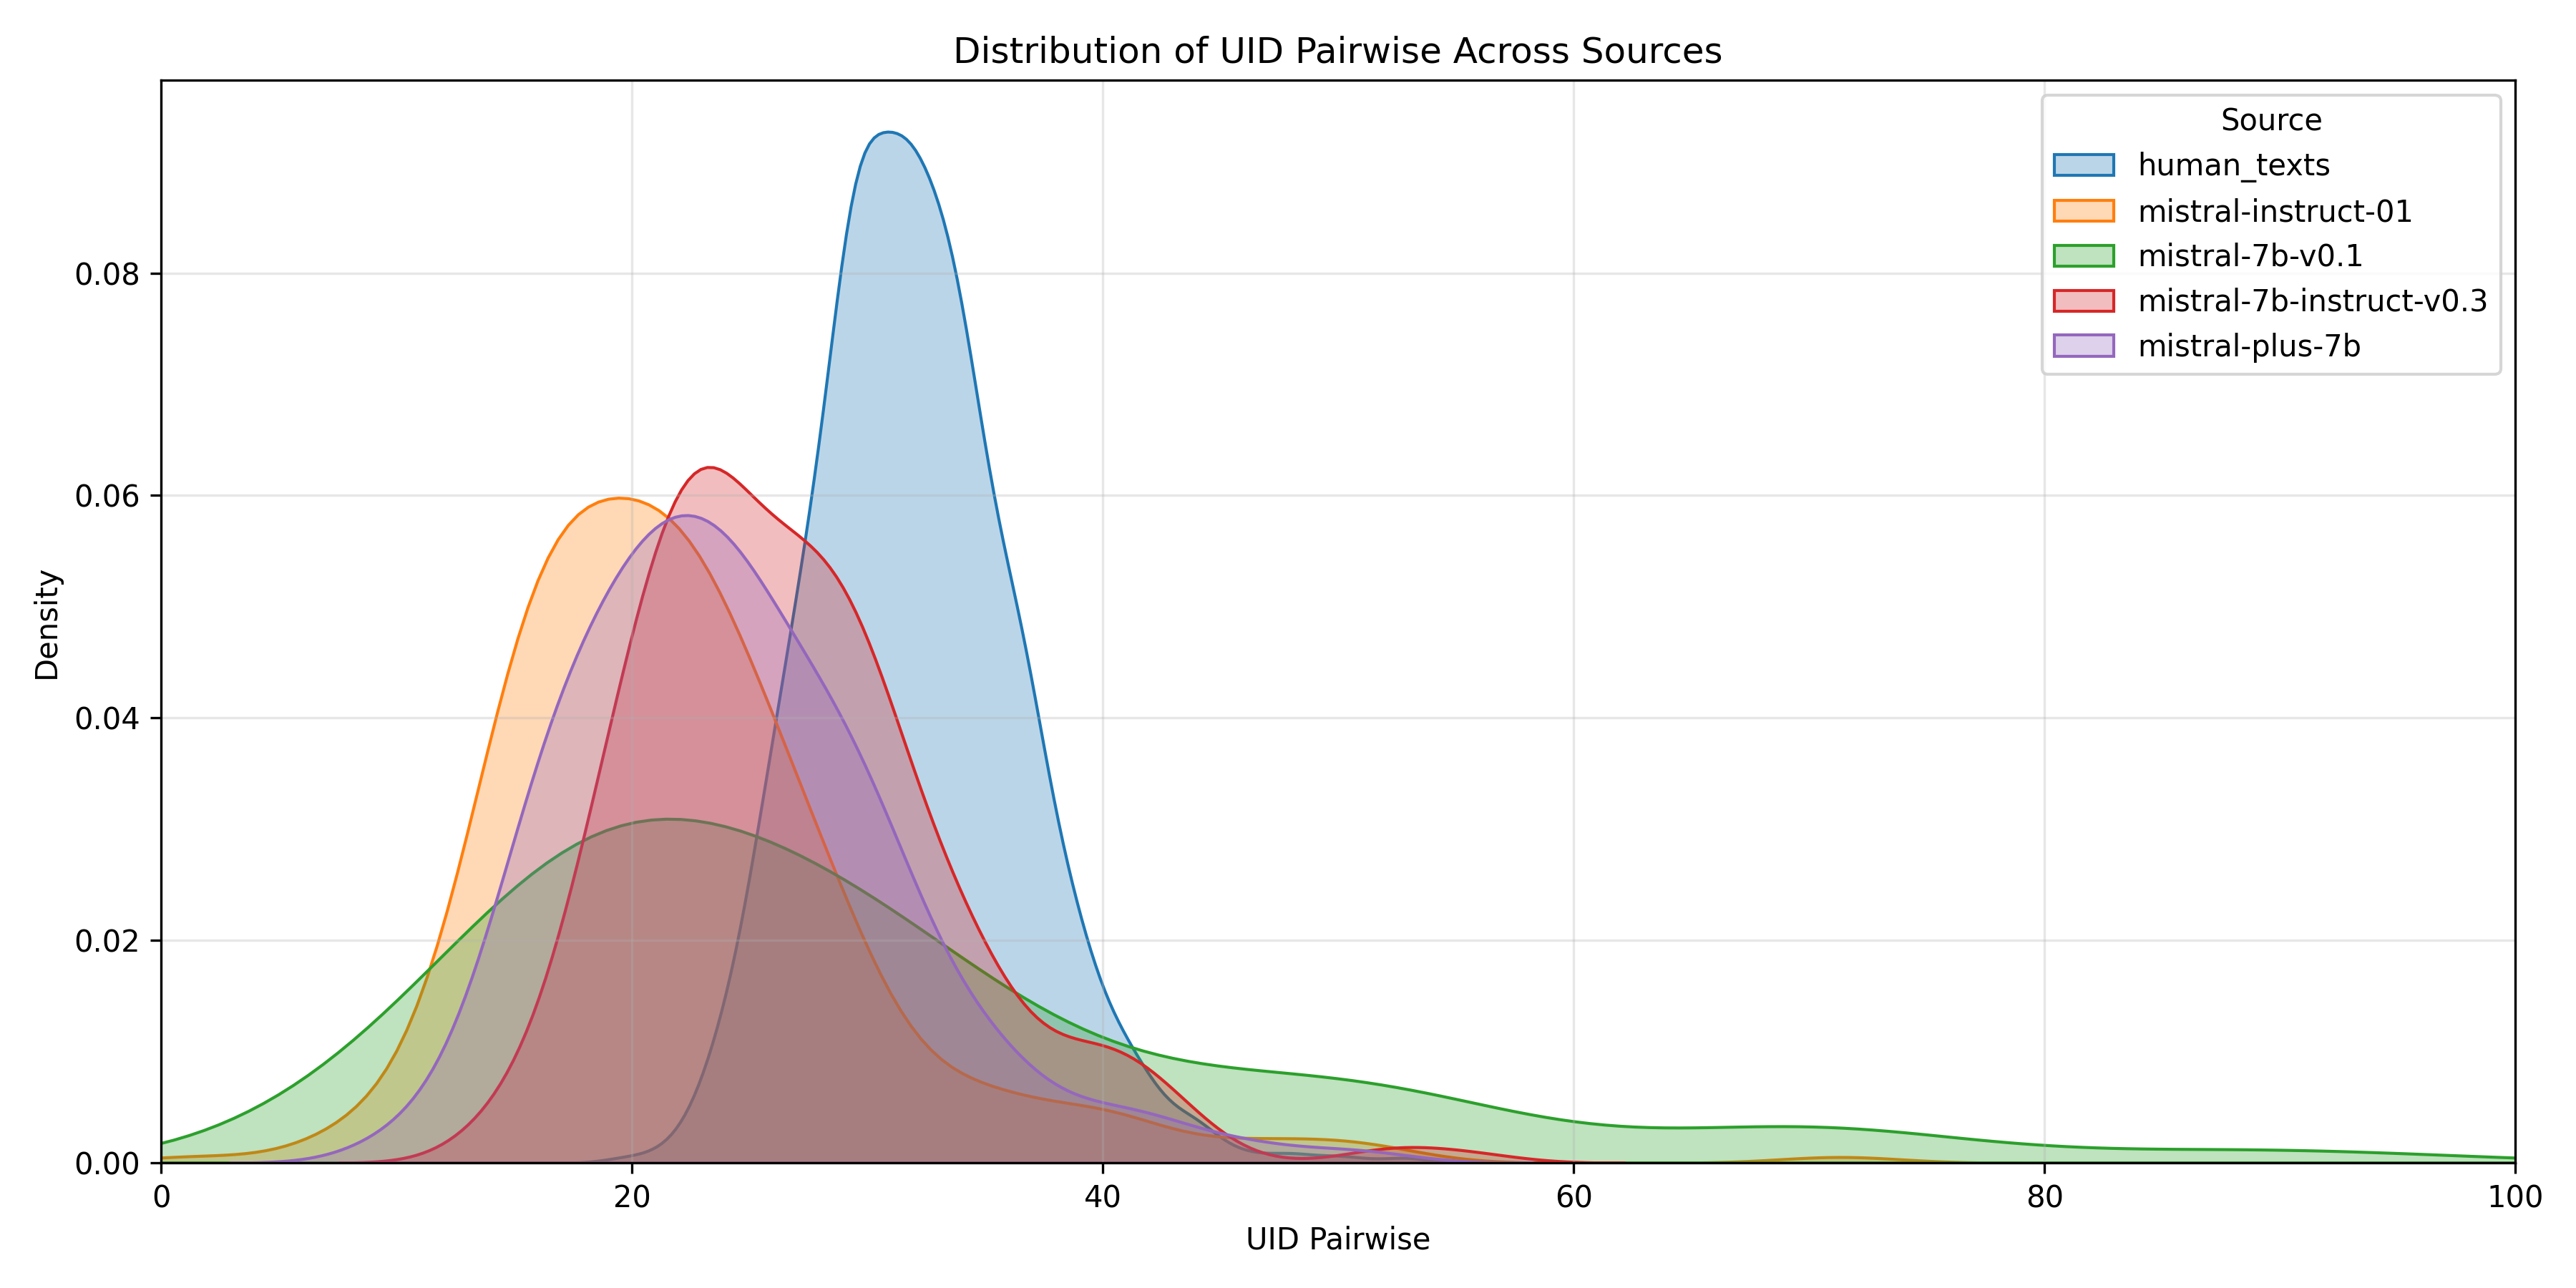 Distribution of UID Pairwise Across Sources
Source
human_texts
mistral-instruct-01
mistral-7b-v0.1
mistral-7b-instruct-v0.3
mistral-plus-7b
Density
0.08
0.06
0.04
0.02
0.00
0 20 40 60 80 100
UID Pairwise